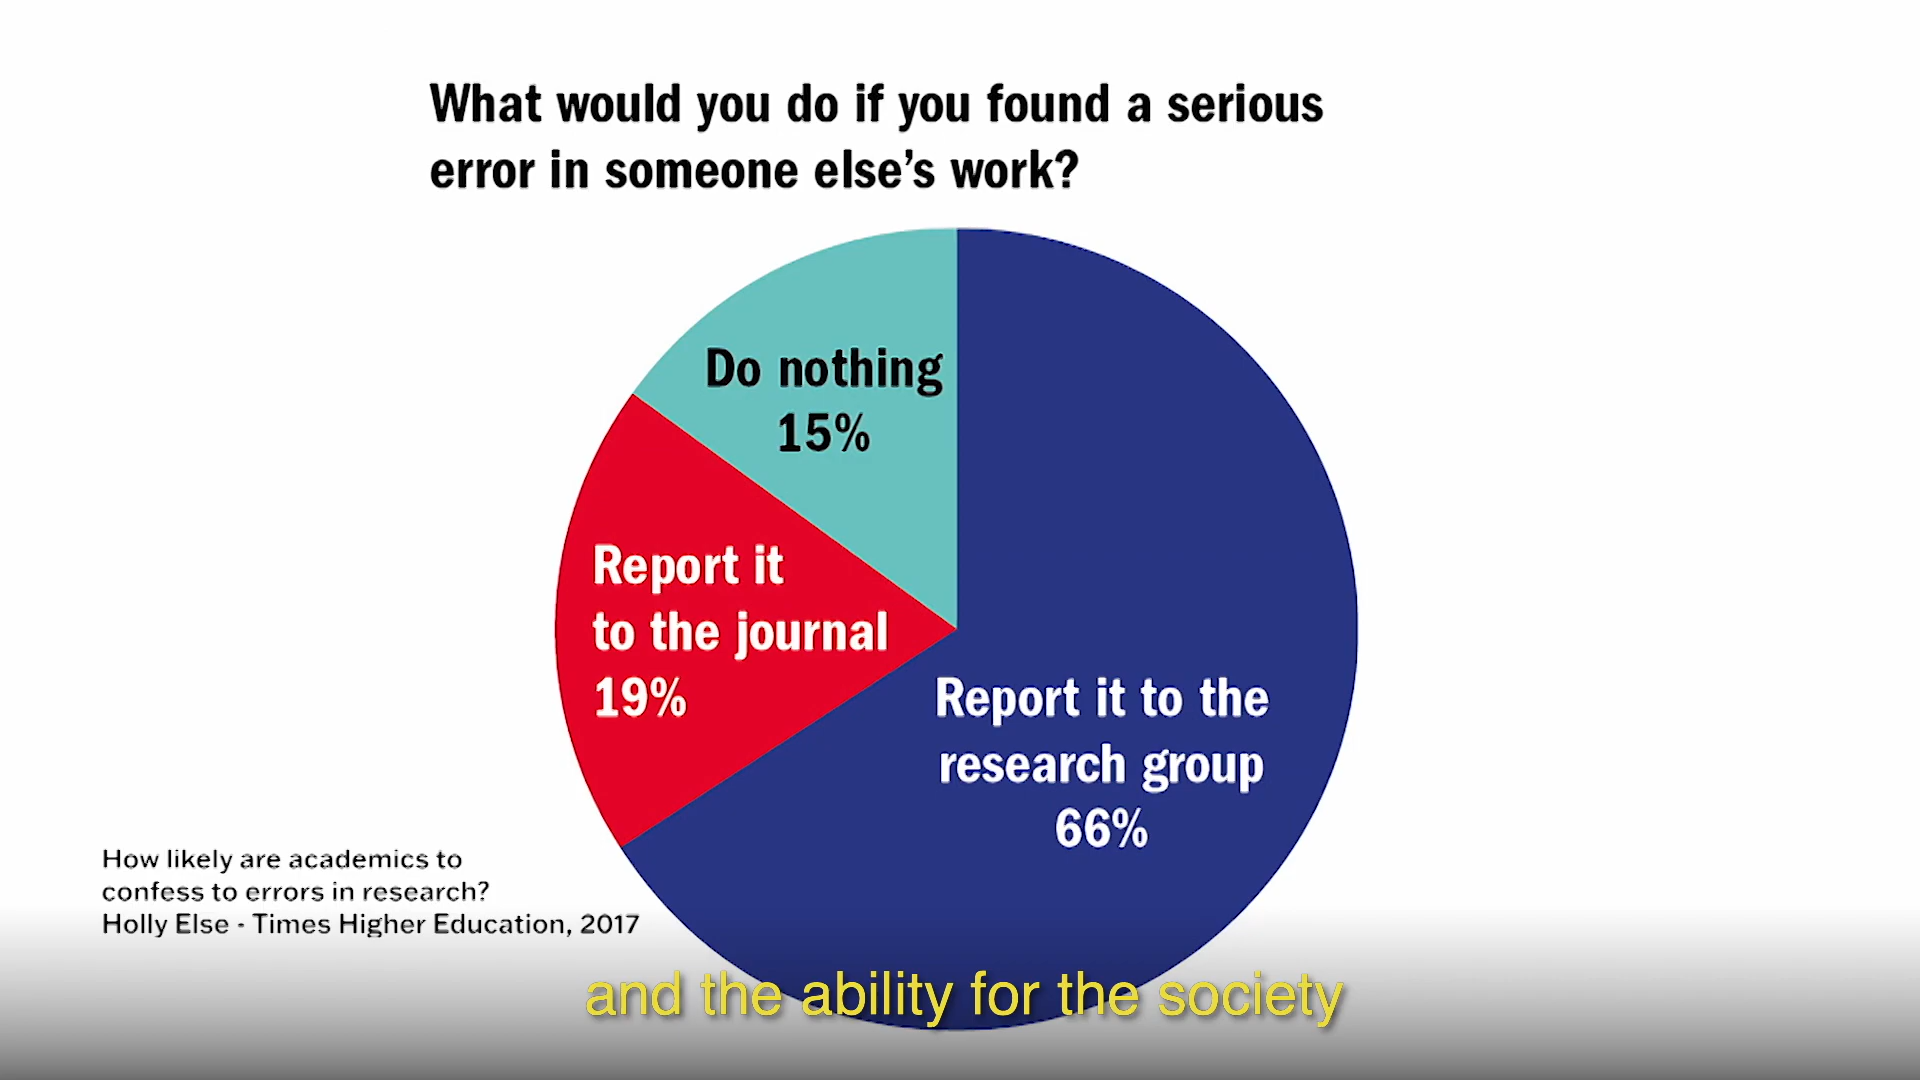 What would you do if you found a serious
error in someone else’s work?
Do nothing
15%
Report it
to the journal
19%
Report it to the
research group
66%
How likely are academics to
confess to errors in research?
Holly Else - Times Higher Education, 2017
and the ability for the society